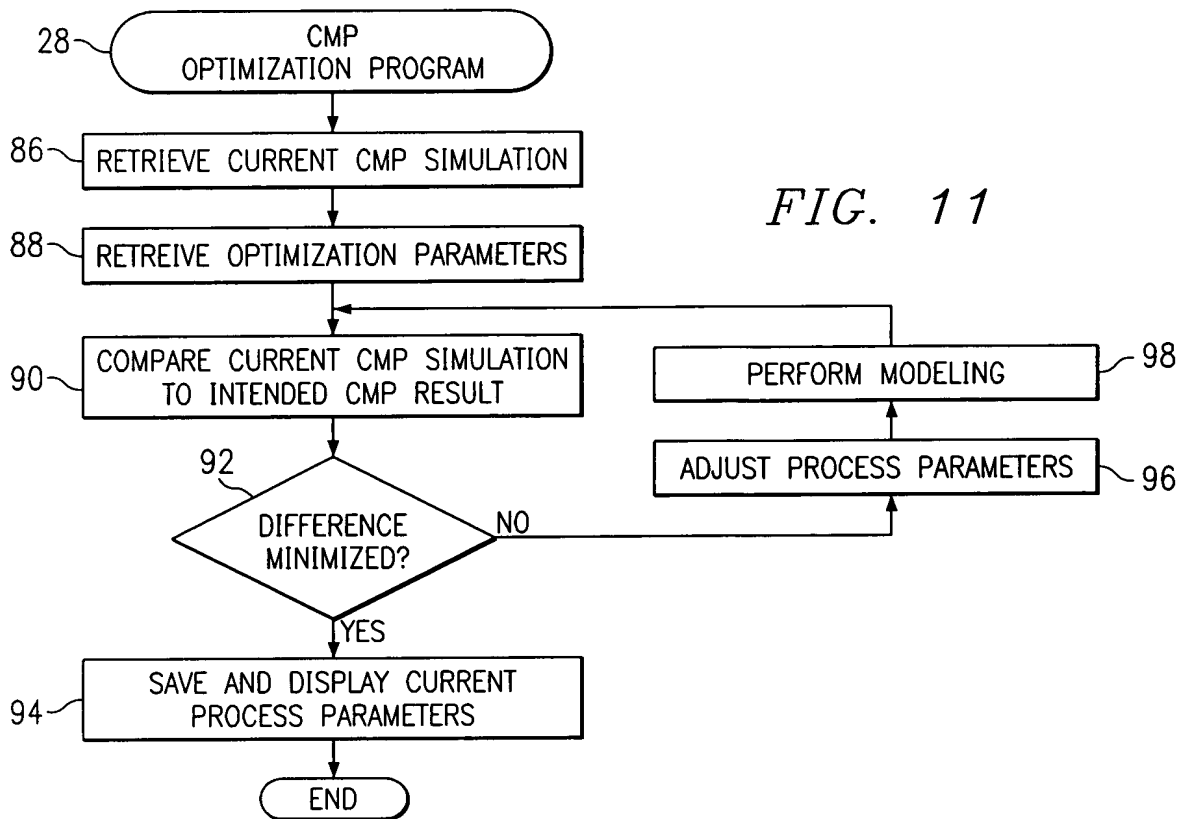 28
CMP
OPTIMIZATION PROGRAM
86
RETRIEVE CURRENT CMP SIMULATION
FIG. 11
88
RETREIVE OPTIMIZATION PARAMETERS
90
COMPARE CURRENT CMP SIMULATION
TO INTENDED CMP RESULT
PERFORM MODELING
98
ADJUST PROCESS PARAMETERS
96
92
DIFFERENCE
MINIMIZED?
NO
YES
94
SAVE AND DISPLAY CURRENT
PROCESS PARAMETERS
END